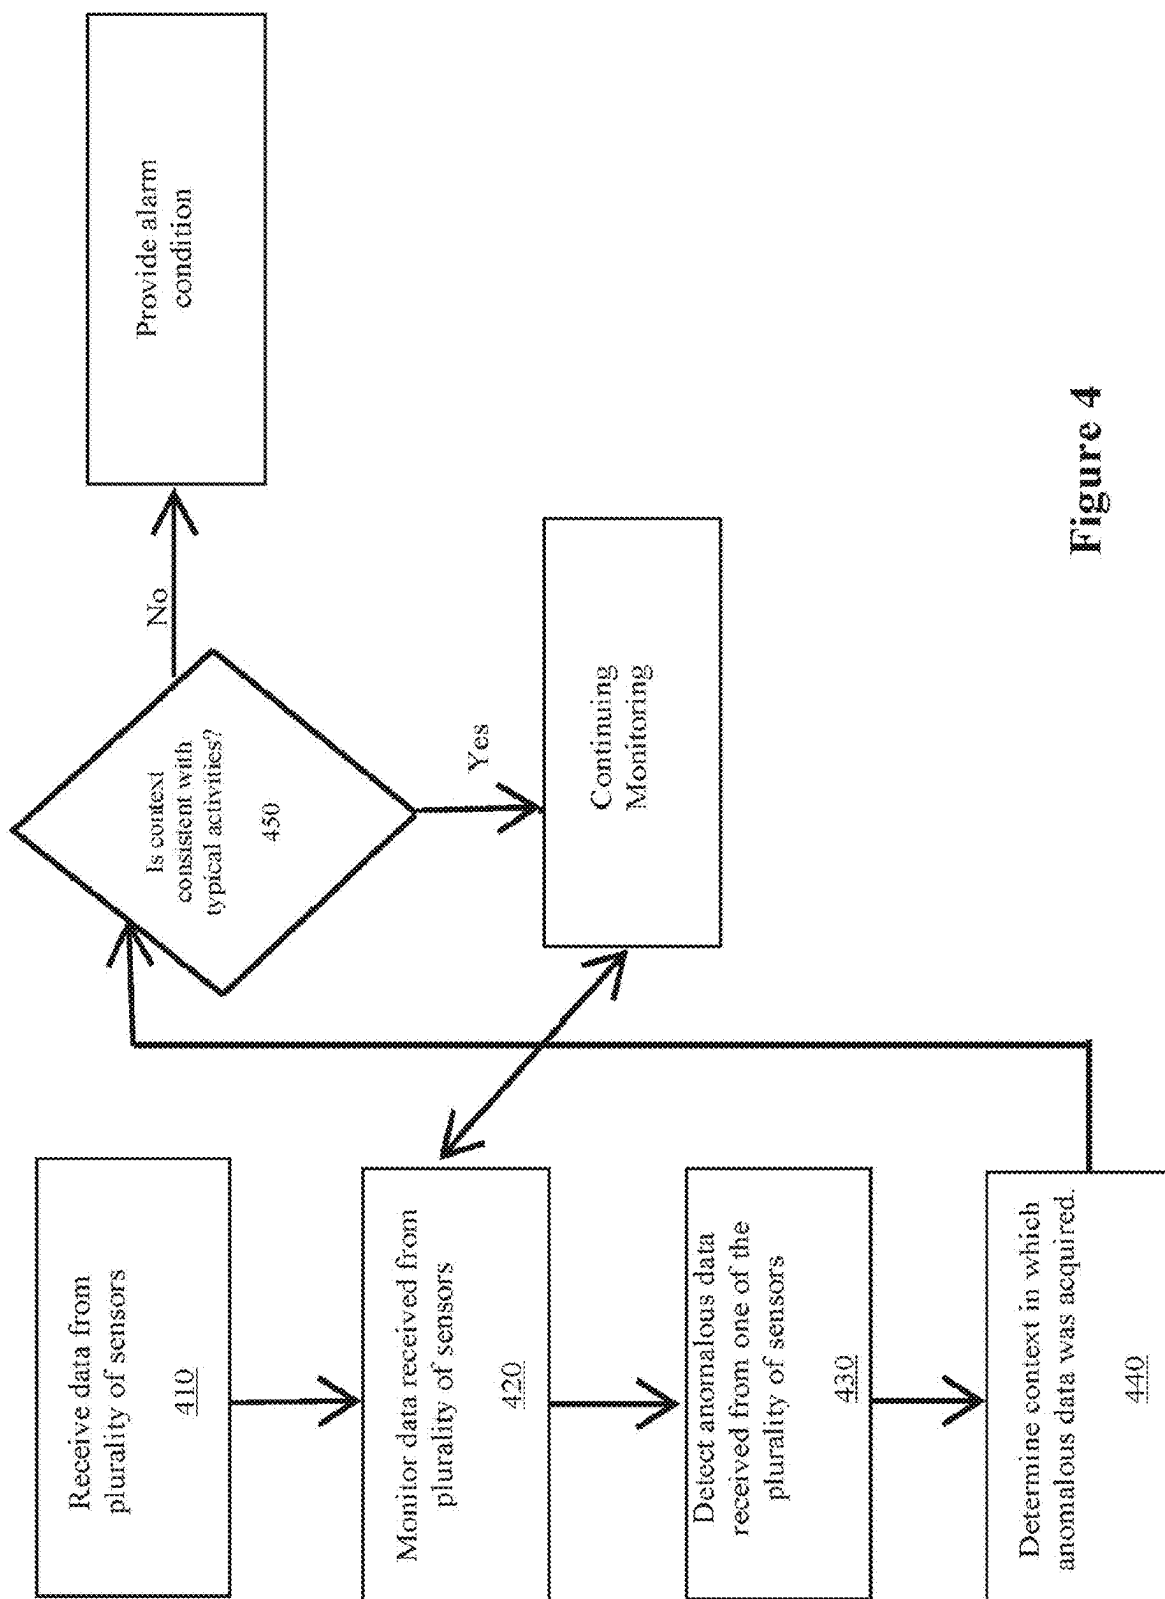 Receive data from
plurality of sensors
410
Monitor data received from
plurality of sensors
420
Detect anomalous data
received from one of the
plurality of sensors
430
Determine context in which
anomalous data was acquired.
440
Is context
consistent with
typical activities?
450
No
Provide alarm
condition
Yes
Continuing
Monitoring
Figure 4